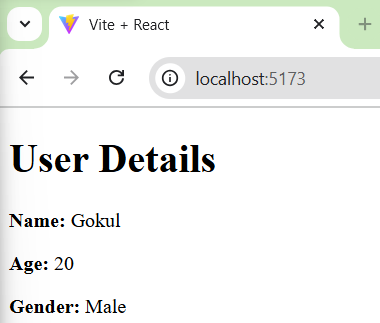 Vite + React
localhost:5173
User Details
Name: Gokul
Age: 20
Gender: Male